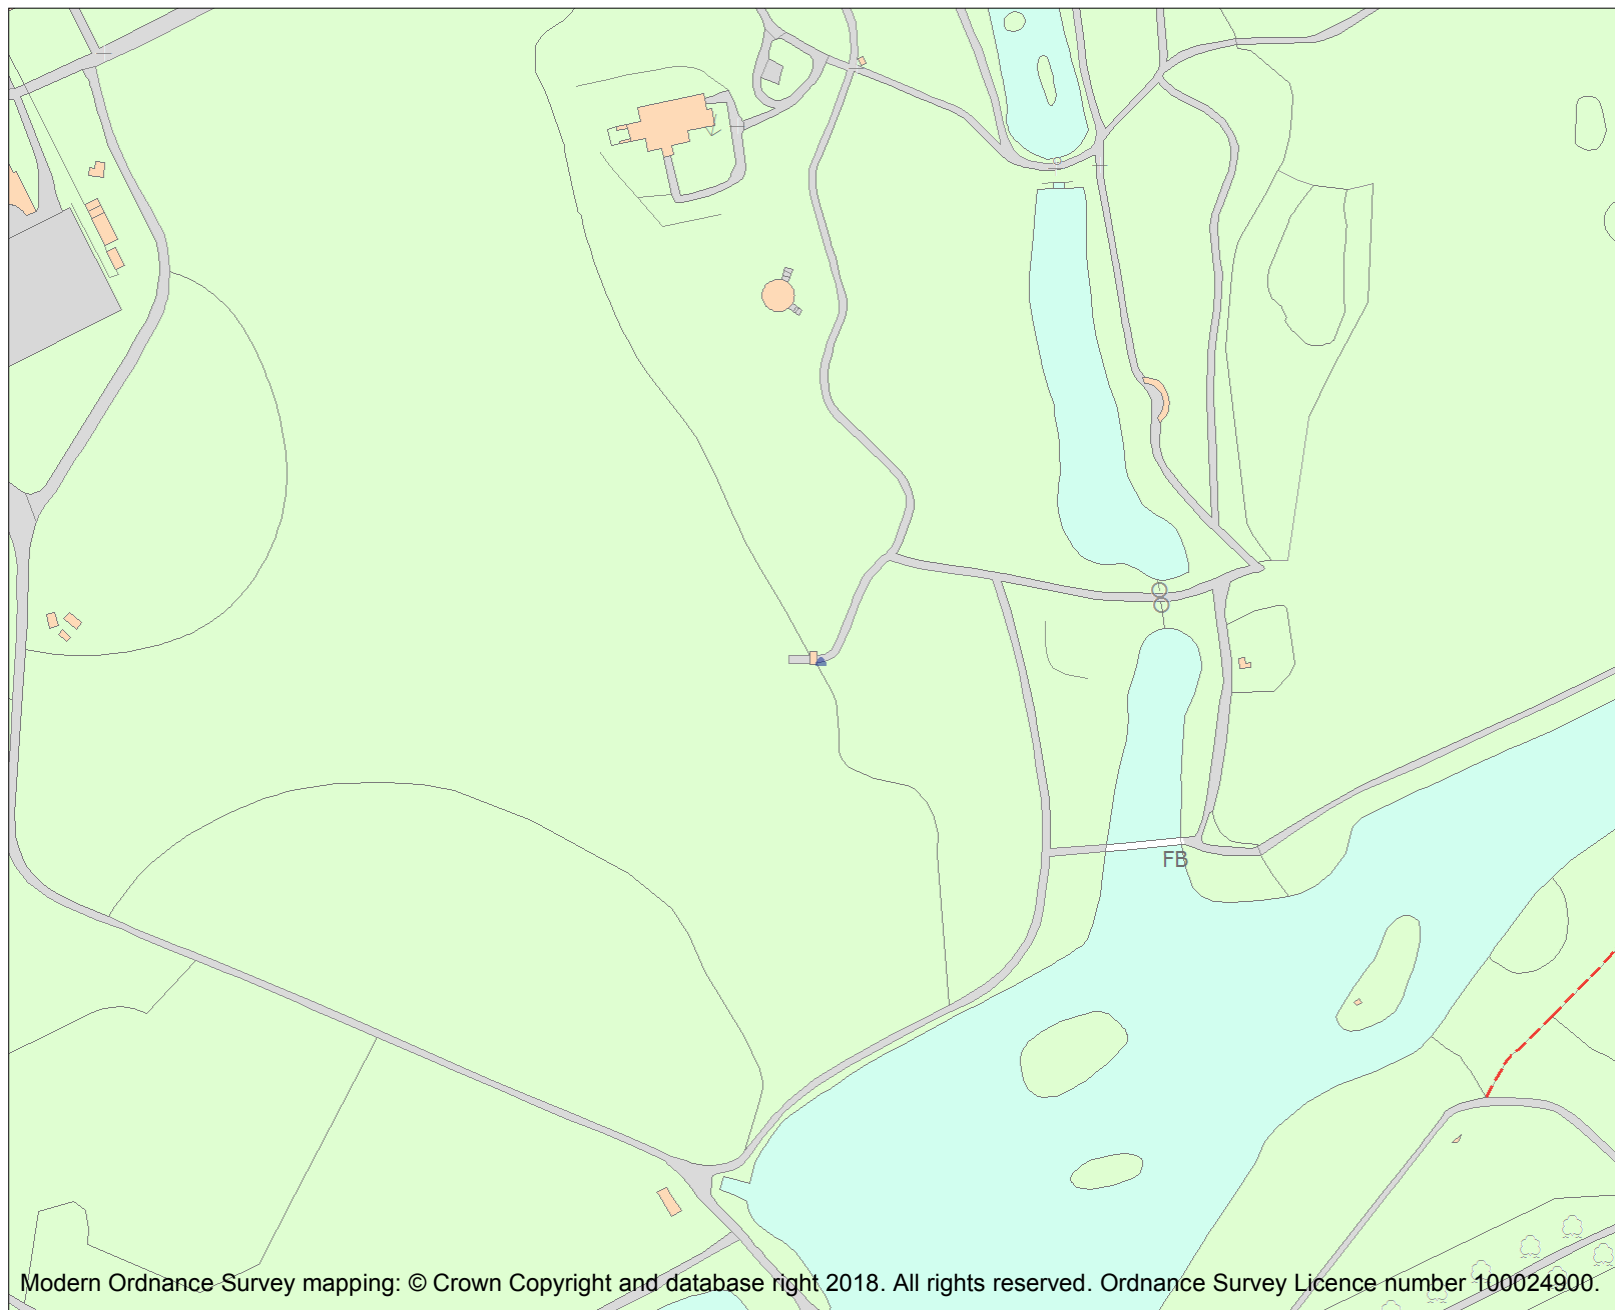 FB
Modern Ordnance Survey mapping: © Crown Copyright and database right 2018. All rights reserved. Ordnance Survey Licence number 100024900.